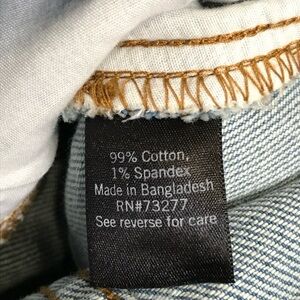 99% Cotton,
1% Spandex
Made in Bangladesh
RN#73277
See reverse for care